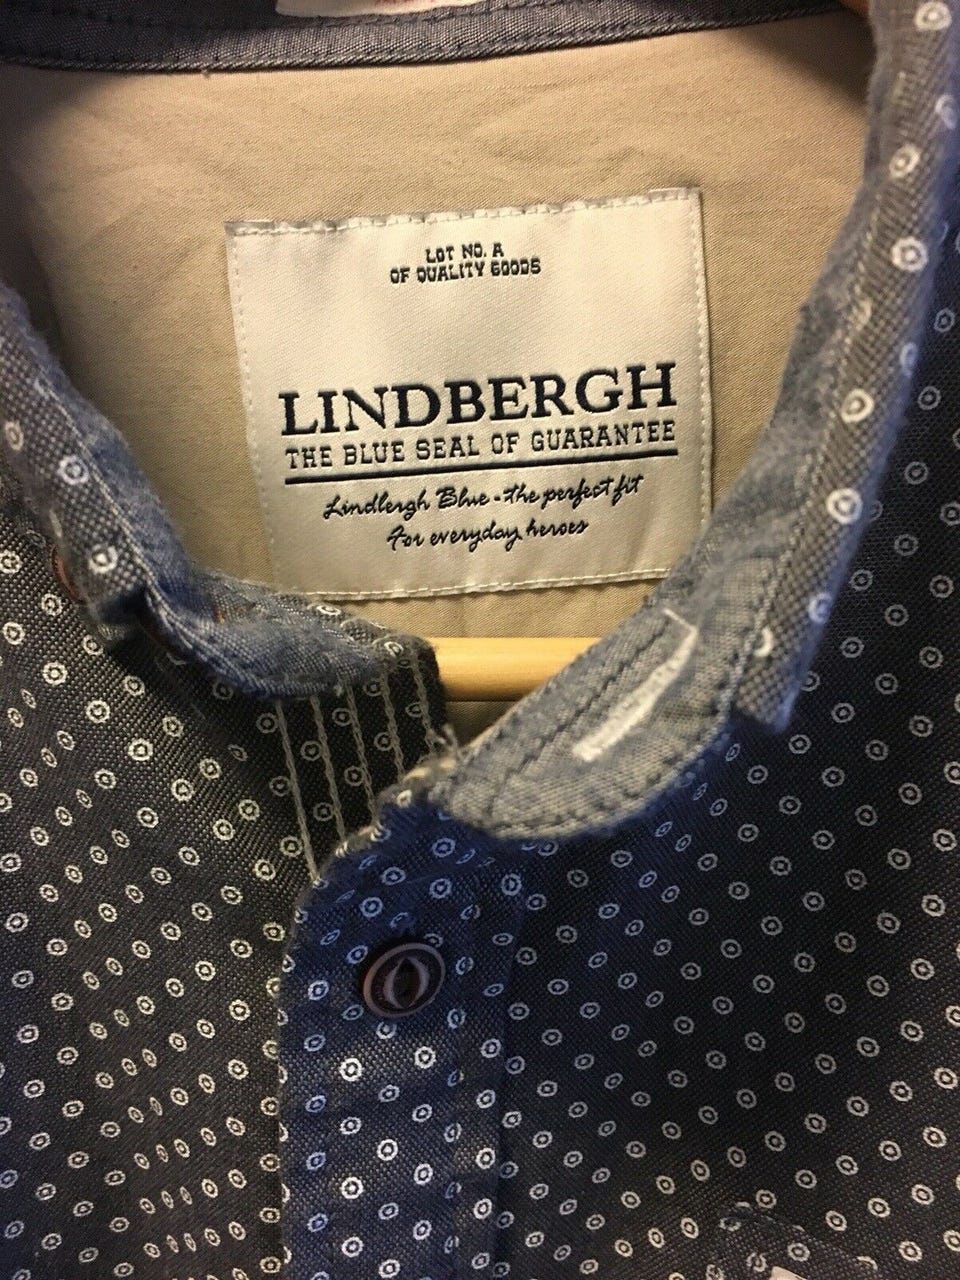 LOT NO. A
OF QUALITY GOODS
LINDBERGH
THE BLUE SEAL OF GUARANTEE
Lindbergh Blue - the perfect fit
For everyday heroes